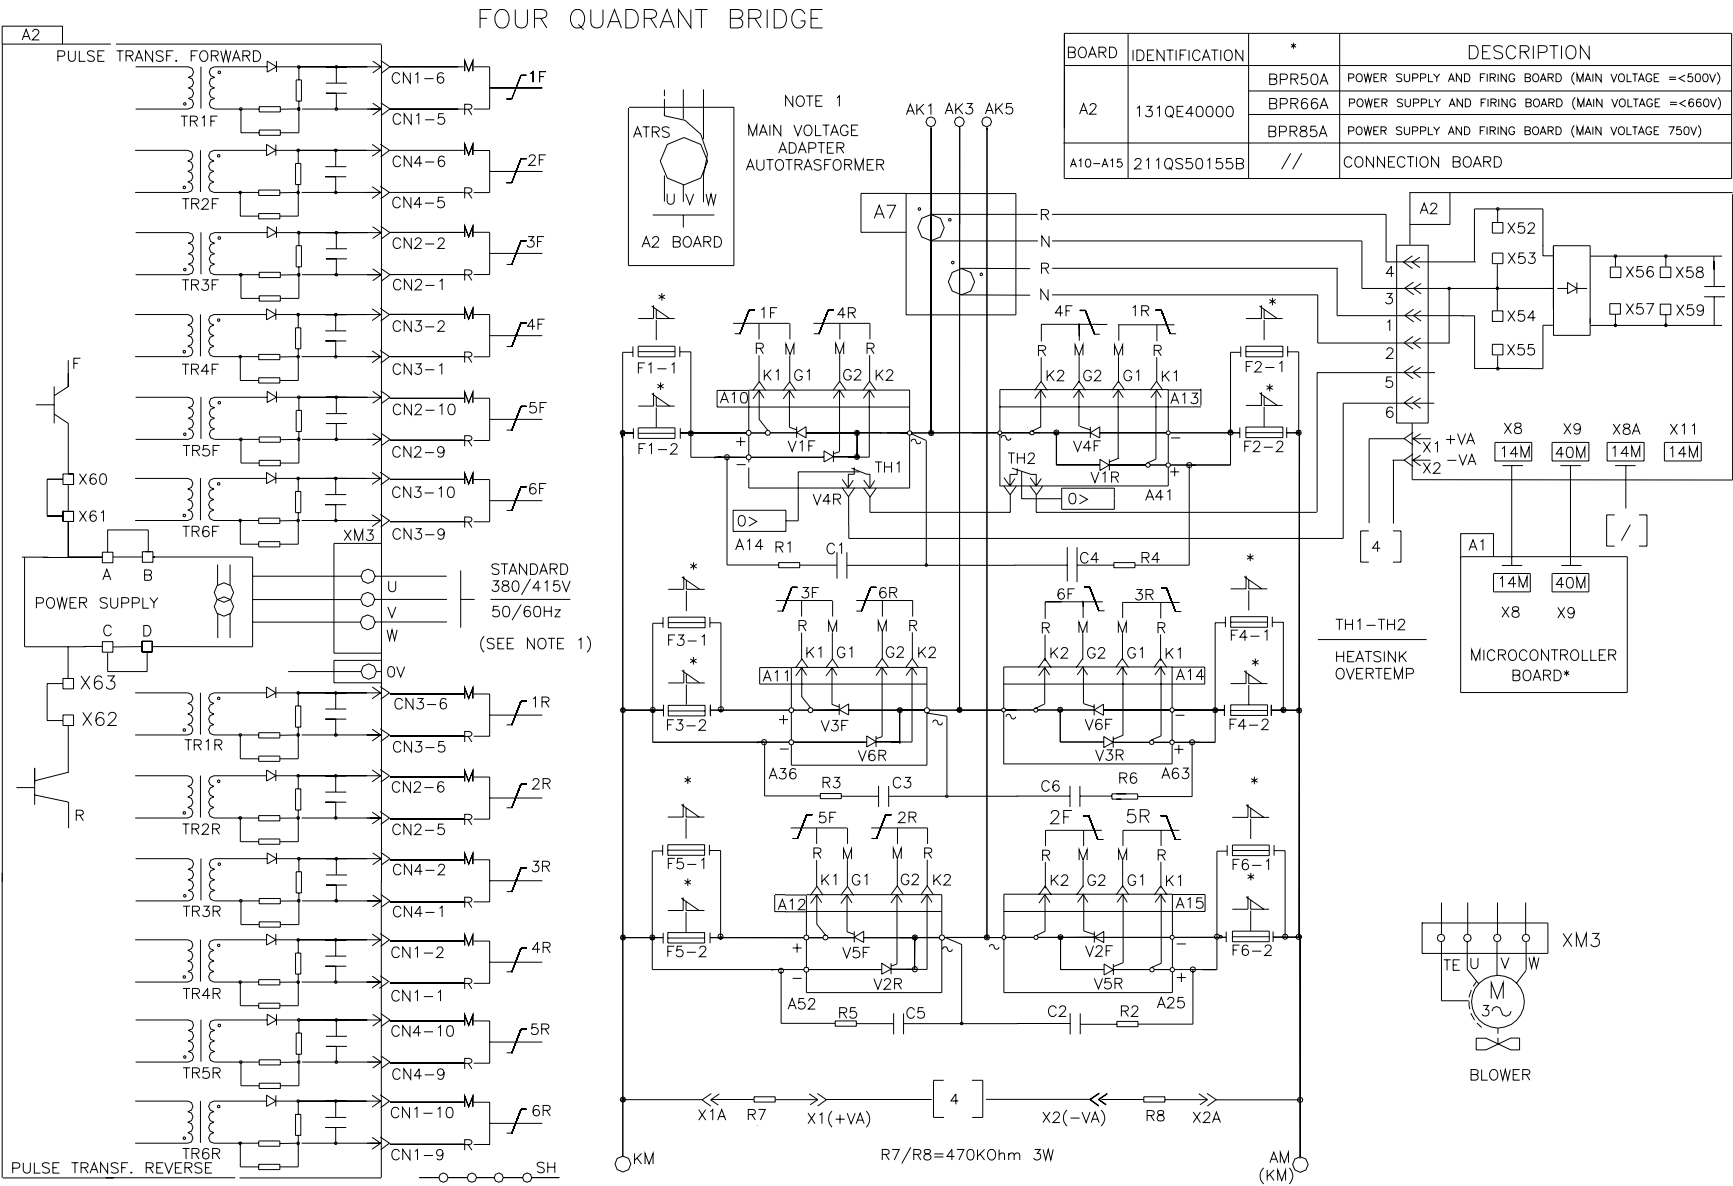 FOUR QUADRANT BRIDGE
A2
PULSE TRANSF. FORWARD
TR1F
CN1-6 M
CN1-5 R
1F
TR2F
CN4-6 M
CN4-5 R
2F
TR3F
CN2-2 M
CN2-1 R
3F
TR4F
CN3-2 M
CN3-1 R
4F
TR5F
CN2-10 M
CN2-9 R
5F
TR6F
CN3-10 M
CN3-9 R
6F
F
X60
X61
A B
POWER SUPPLY
C D
X63
X62
R
XM3
U
V
W
0V
STANDARD
380/415V
50/60Hz
(SEE NOTE 1)
TR1R
CN3-6 M
CN3-5 R
1R
TR2R
CN2-6 M
CN2-5 R
2R
TR3R
CN4-2 M
CN4-1 R
3R
TR4R
CN1-2 M
CN1-1 R
4R
TR5R
CN4-10 M
CN4-9 R
5R
TR6R
CN1-10 M
CN1-9 R
6R
PULSE TRANSF. REVERSE
SH
ATRS
U V W
A2 BOARD
NOTE 1
MAIN VOLTAGE
ADAPTER
AUTOTRASFORMER
AK1 AK3 AK5
A7
R
N
R
N
BOARD IDENTIFICATION * DESCRIPTION
A2 131QE40000
BPR50A POWER SUPPLY AND FIRING BOARD (MAIN VOLTAGE =<500V)
BPR66A POWER SUPPLY AND FIRING BOARD (MAIN VOLTAGE =<660V)
BPR85A POWER SUPPLY AND FIRING BOARD (MAIN VOLTAGE 750V)
A10-A15 211QS50155B // CONNECTION BOARD
A2
X52
X53
X54
X55
X56 X58
X57 X59
4
3
1
2
5
6
X1 +VA
X2 -VA
X8 X9 X8A X11
14M 40M 14M 14M
4
/
A1
14M 40M
X8 X9
MICROCONTROLLER
BOARD*
TH1-TH2
HEATSINK
OVERTEMP
* *
F1-1 F2-1
* *
F1-2 F2-2
1F 4R 4F 1R
R M M R R M M R
K1 G1 G2 K2 K2 G2 G1 K1
A10 A13
+ V1F ~ ~ V4F -
- V4R TH1 TH2 V1R +
0> 0>
A14 A41
R1 C1 C4 R4
* *
F3-1 F4-1
* *
F3-2 F4-2
3F 6R 6F 3R
R M M R R M M R
K1 G1 G2 K2 K2 G2 G1 K1
A11 A14
+ V3F ~ ~ V6F -
- V6R V3R +
A36 A63
R3 C3 C6 R6
* *
F5-1 F6-1
* *
F5-2 F6-2
5F 2R 2F 5R
R M M R R M M R
K1 G1 G2 K2 K2 G2 G1 K1
A12 A15
+ V5F ~ ~ V2F -
- V2R V5R +
A52 A25
R5 C5 C2 R2
X1A R7 X1(+VA) 4 X2(-VA) R8 X2A
KM
R7/R8=470KOhm 3W
AM
(KM)
XM3
TE U V W
M
3~
BLOWER